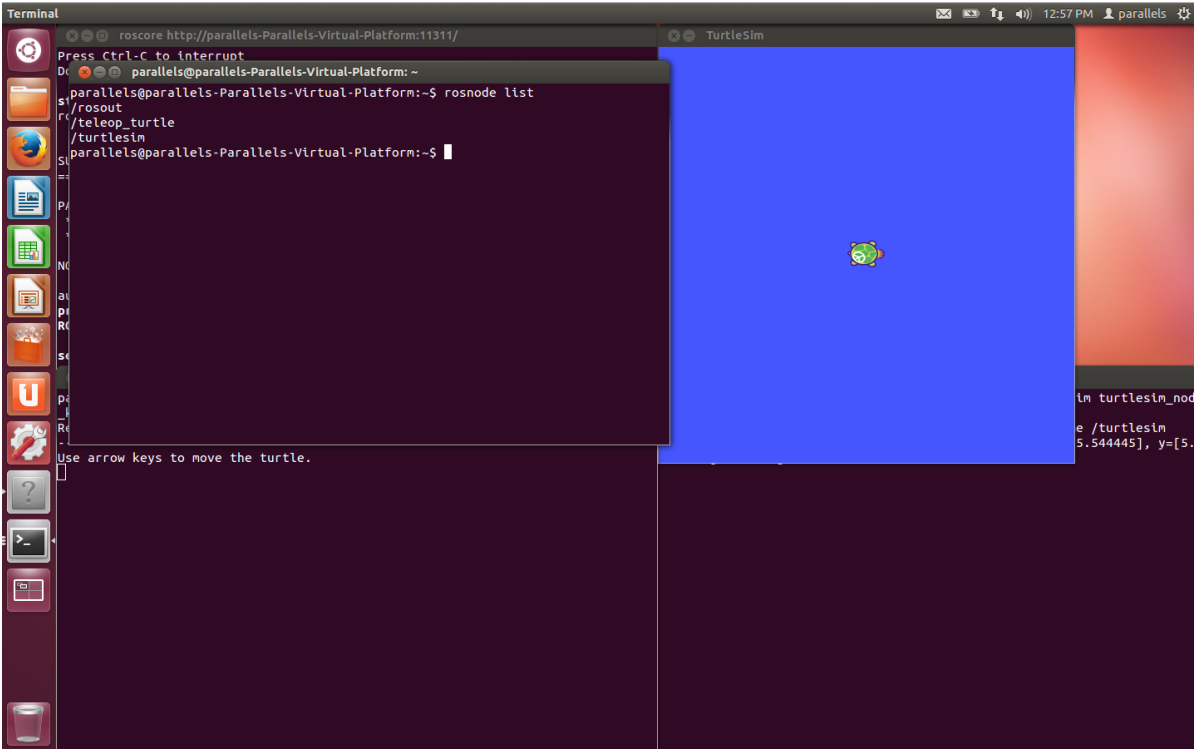 Terminal
12:57 PM parallels
roscore http://parallels-Parallels-Virtual-Platform:11311/
TurtleSim
Press Ctrl-C to interrupt
parallels@parallels-Parallels-Virtual-Platform: ~
parallels@parallels-Parallels-Virtual-Platform:~$ rosnode list
/rosout
/teleop_turtle
/turtlesim
parallels@parallels-Parallels-Virtual-Platform:~$
im turtlesim_nod
e /turtlesim
5.544445], y=[5.
Use arrow keys to move the turtle.